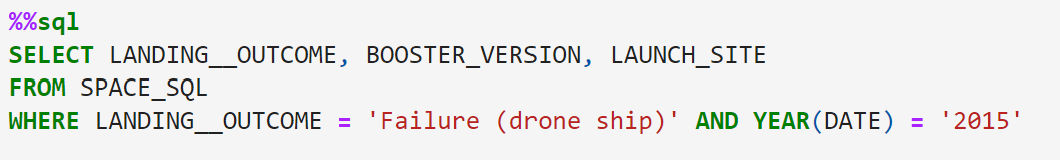 %%sql
SELECT LANDING__OUTCOME, BOOSTER_VERSION, LAUNCH_SITE
FROM SPACE_SQL
WHERE LANDING__OUTCOME = 'Failure (drone ship)' AND YEAR(DATE) = '2015'